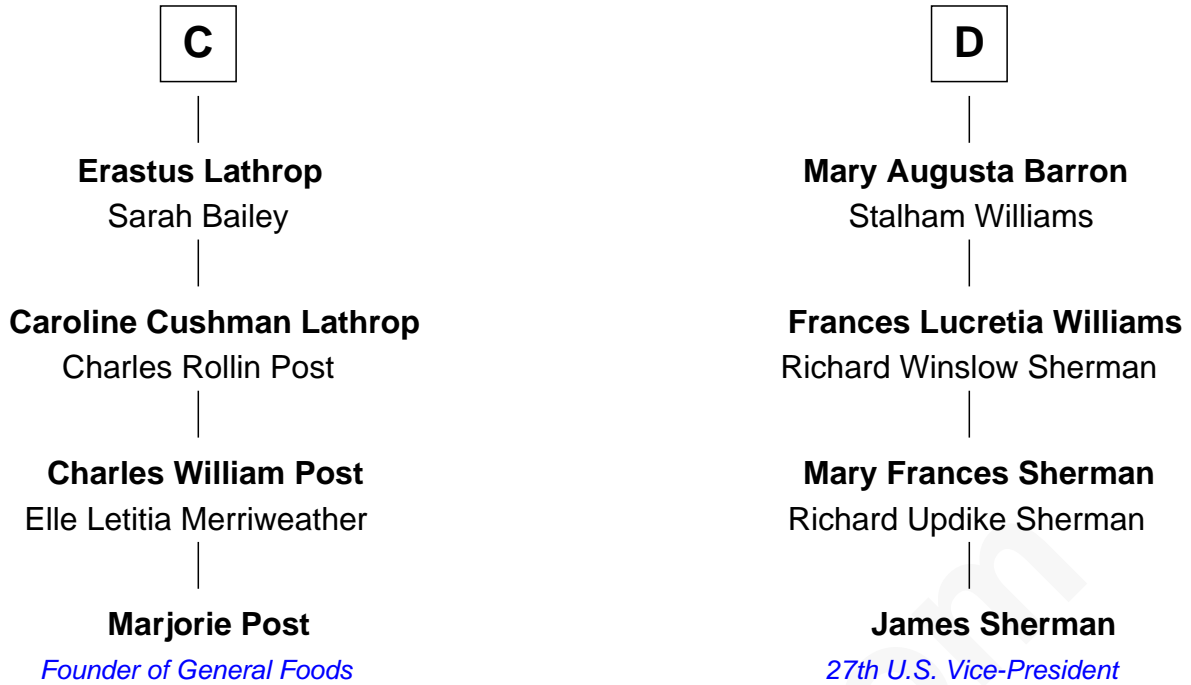 C
Erastus Lathrop
Sarah Bailey
Caroline Cushman Lathrop
Charles Rollin Post
Charles William Post
Elle Letitia Merriweather
Marjorie Post
Founder of General Foods
D
Mary Augusta Barron
Stalham Williams
Frances Lucretia Williams
Richard Winslow Sherman
Mary Frances Sherman
Richard Updike Sherman
James Sherman
27th U.S. Vice-President